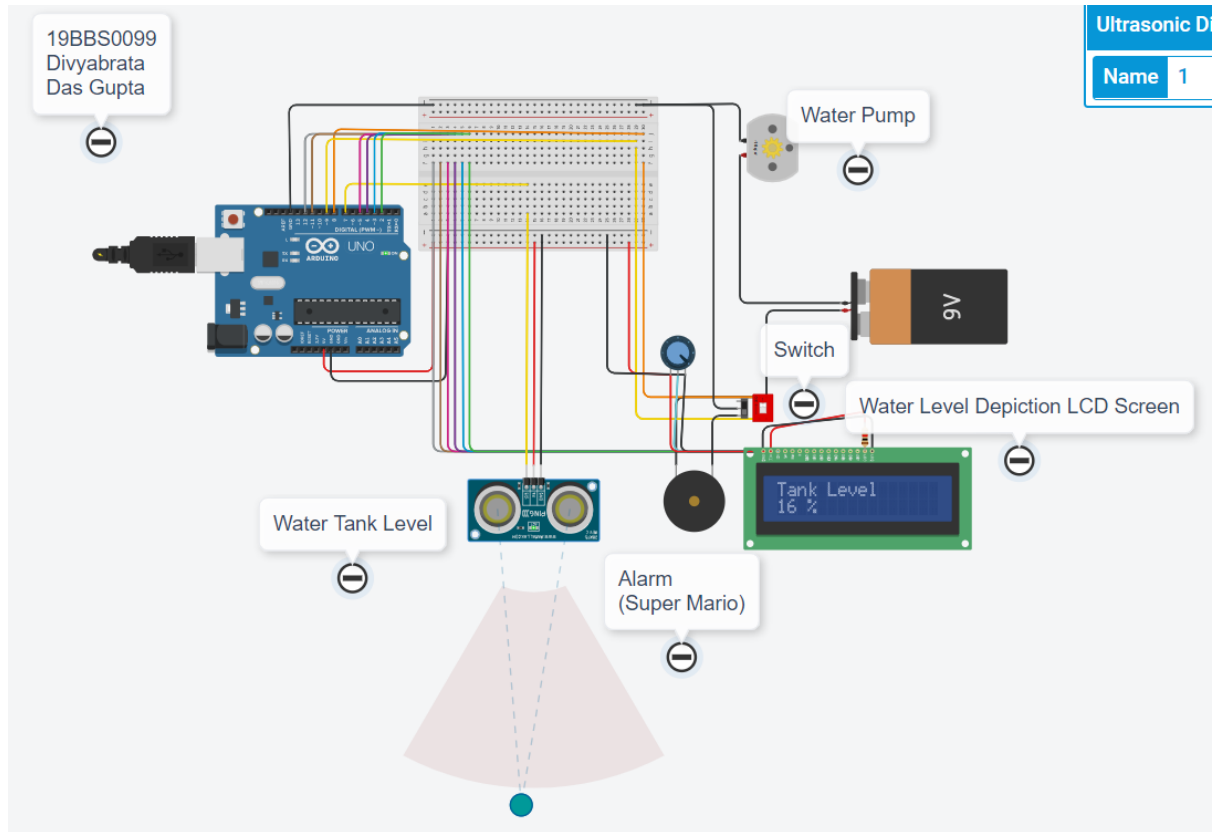 19BBS0099
Divyabrata
Das Gupta
Ultrasonic Di
Name 1
Water Pump
DIGITAL (PWM~)
UNO
ARDUINO
POWER
ANALOG IN
9V
Switch
Water Level Depiction LCD Screen
Tank Level
16 %
Water Tank Level
PING
Alarm
(Super Mario)